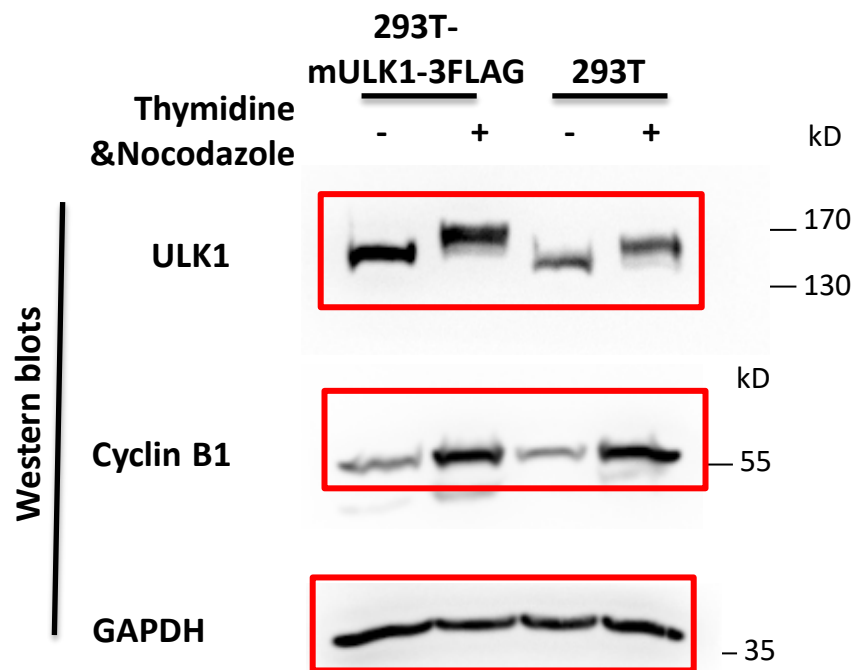 293T-
mULK1-3FLAG
293T
Thymidine
&Nocodazole
- + - +
kD
ULK1
170
130
Western blots
kD
Cyclin B1
55
GAPDH
35